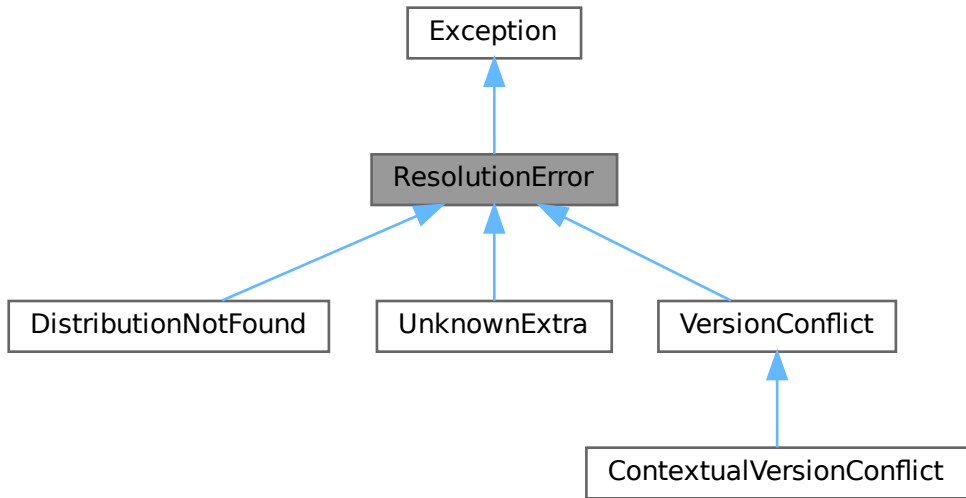 Exception
ResolutionError
DistributionNotFound
UnknownExtra
VersionConflict
ContextualVersionConflict